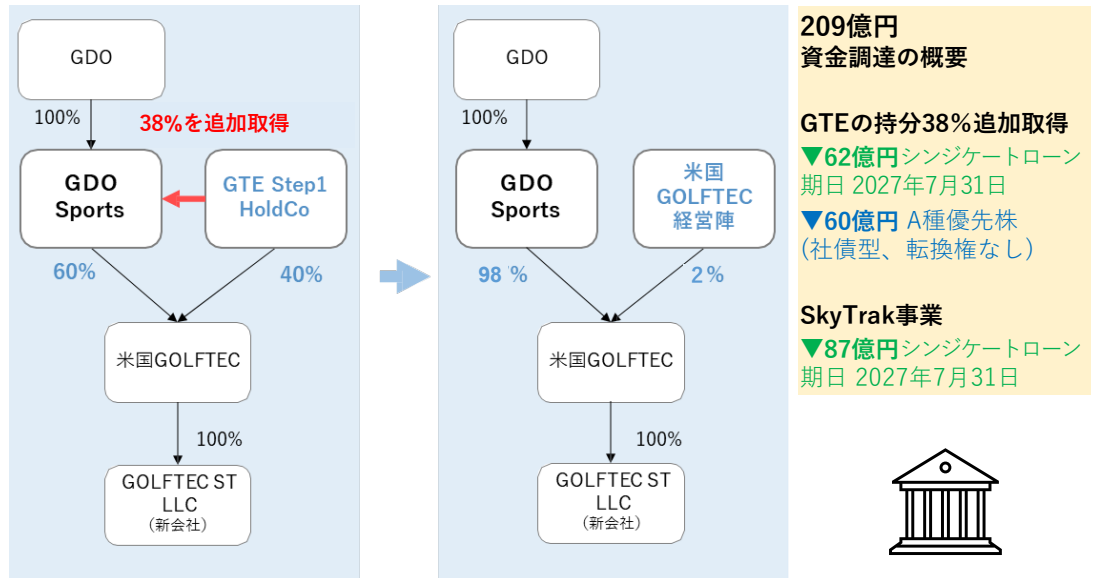 GDO
100%
38%を追加取得
GDO
Sports
GTE Step1
HoldCo
60%
40%
米国GOLFTEC
100%
GOLFTEC ST
LLC
(新会社)
GDO
100%
GDO
Sports
米国
GOLFTEC
経営陣
98 %
2%
米国GOLFTEC
100%
GOLFTEC ST
LLC
(新会社)
209億円
資金調達の概要
GTEの持分38%追加取得
▼62億円シンジケートローン
期日 2027年7月31日
▼60億円 A種優先株
(社債型、転換権なし)
SkyTrak事業
▼87億円シンジケートローン
期日 2027年7月31日